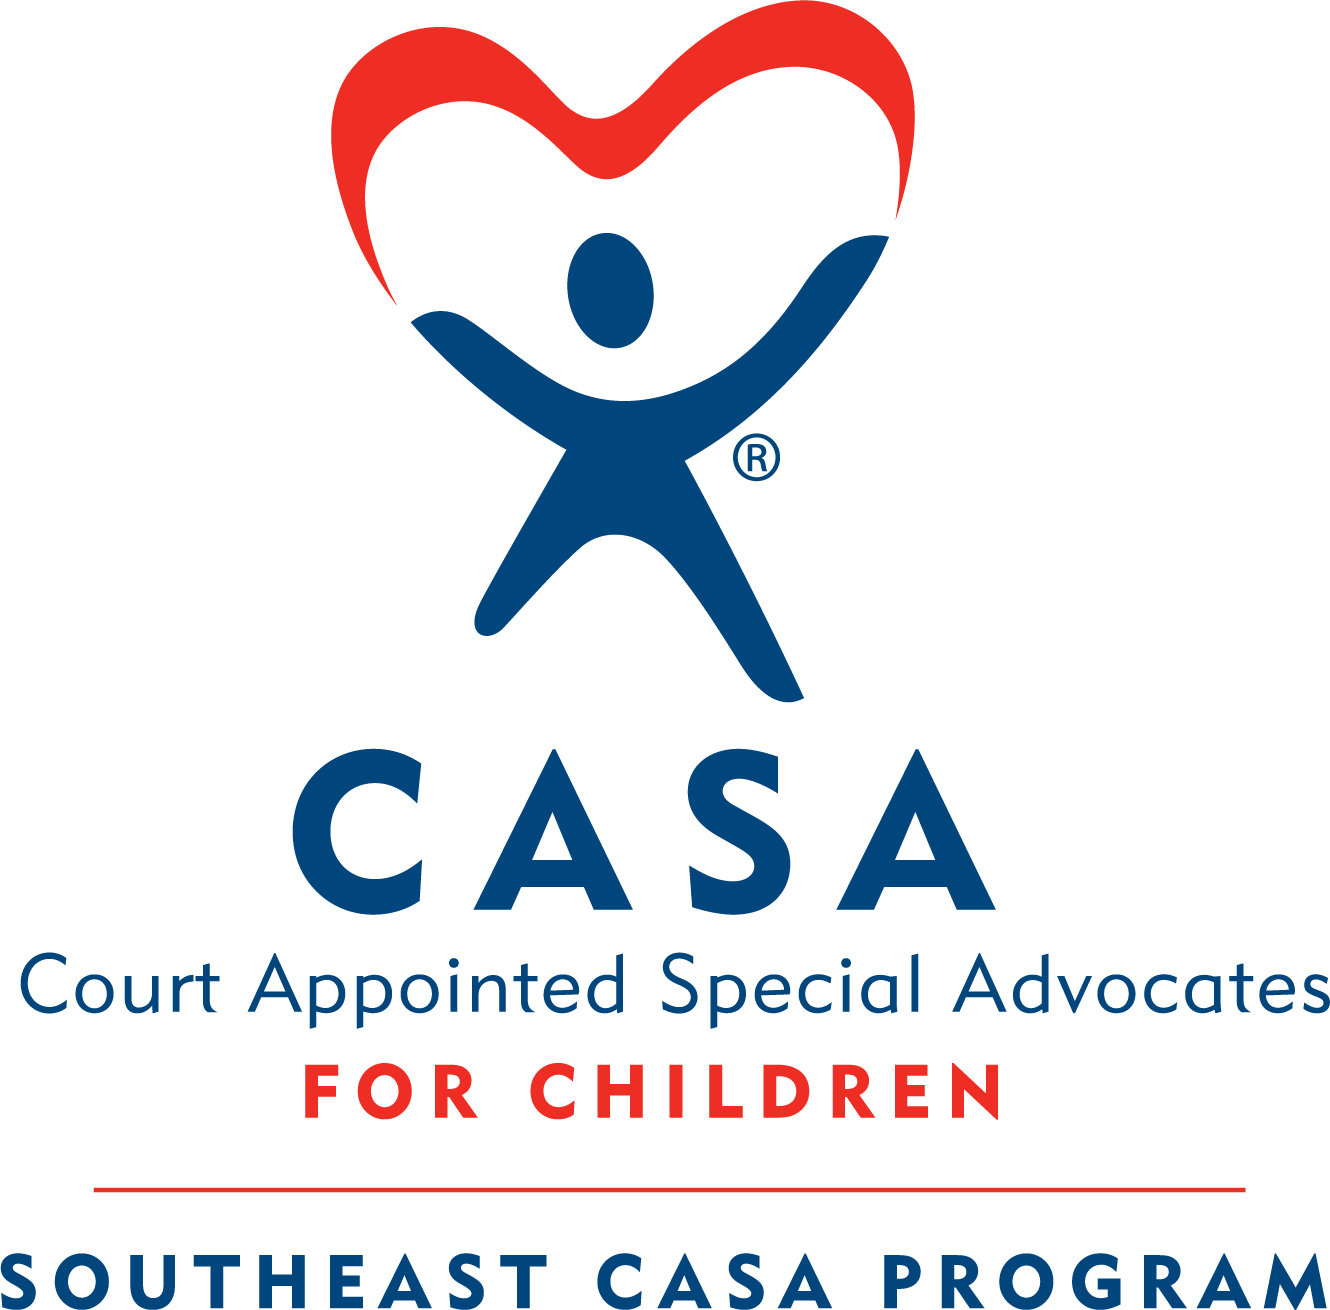 ®
CASA
Court Appointed Special Advocates
FOR CHILDREN
SOUTHEAST CASA PROGRAM